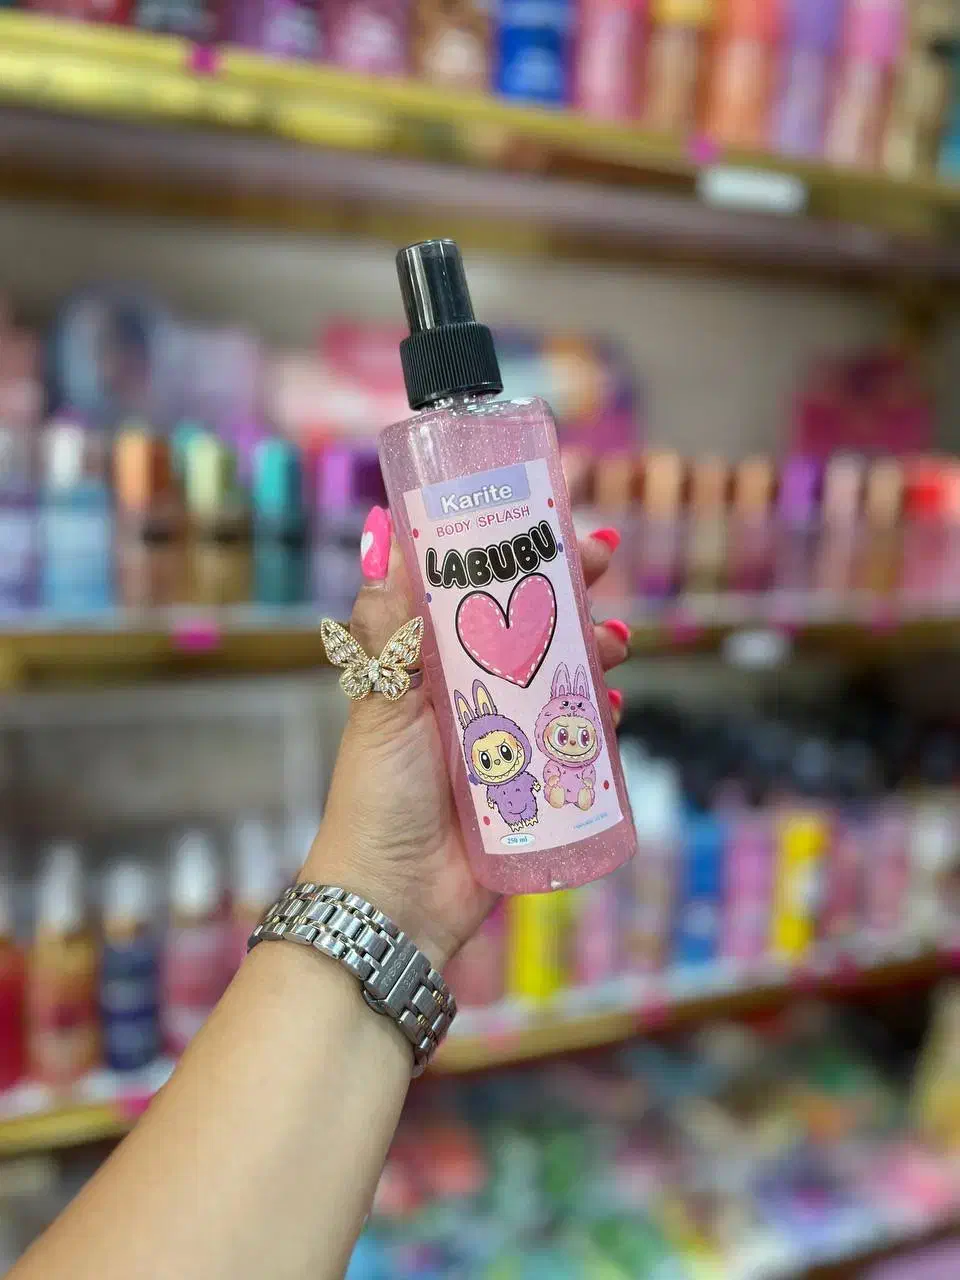 Karite
BODY SPLASH
LABUBU
250 ml